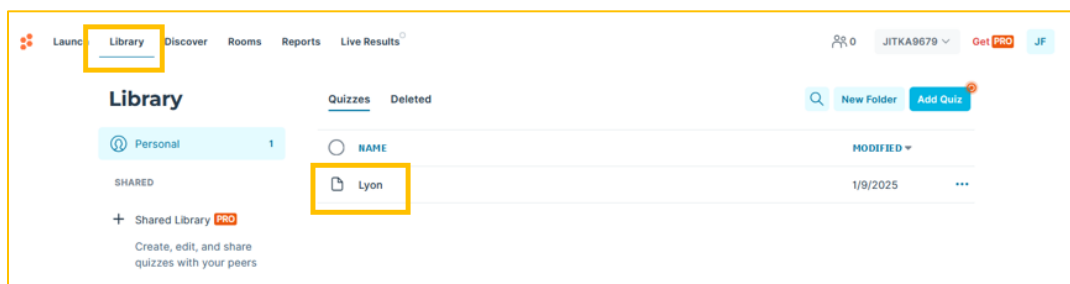 Launch Library Discover Rooms Reports Live Results 0 JITKA9679 Get PRO JF
Library Quizzes Deleted New Folder Add Quiz
Personal 1 NAME MODIFIED
SHARED Lyon 1/9/2025
+ Shared Library PRO
Create, edit, and share
quizzes with your peers